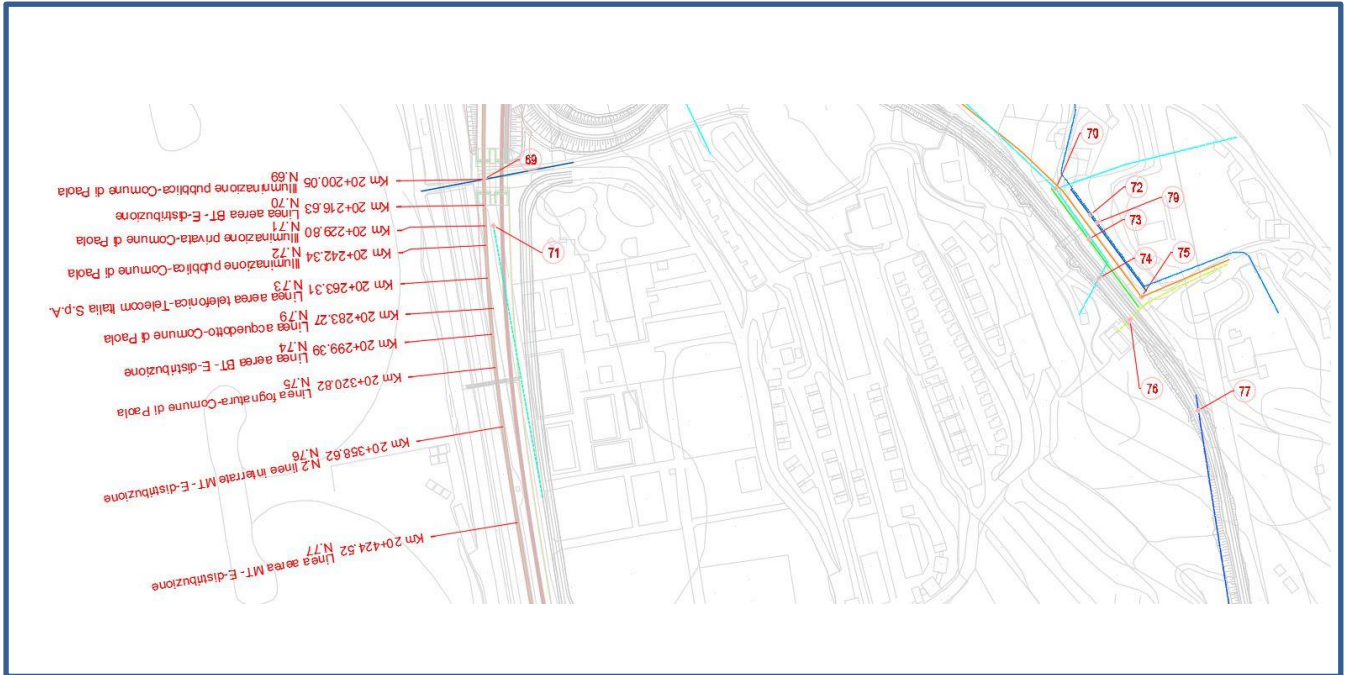 Km 20+200.05
Illuminazione pubblica-Comune di Paola
N.69
Km 20+216.63
Linea aerea BT - E-distribuzione
N.70
Km 20+229.80
Illuminazione privata-Comune di Paola
N.71
Km 20+242.34
Illuminazione pubblica-Comune di Paola
N.72
Km 20+263.31
Linea aerea telefonica-Telecom Italia S.p.A.
N.73
Km 20+283.27
Linea acquedotto-Comune di Paola
N.79
Km 20+299.39
Linea aerea BT - E-distribuzione
N.74
Km 20+320.82
Linea fognatura-Comune di Paola
N.75
Km 20+358.62
N.2 linee interrate MT - E-distribuzione
N.76
Km 20+424.52
Linea aerea MT - E-distribuzione
N.77
69
71
70
72
79
73
74
75
76
77